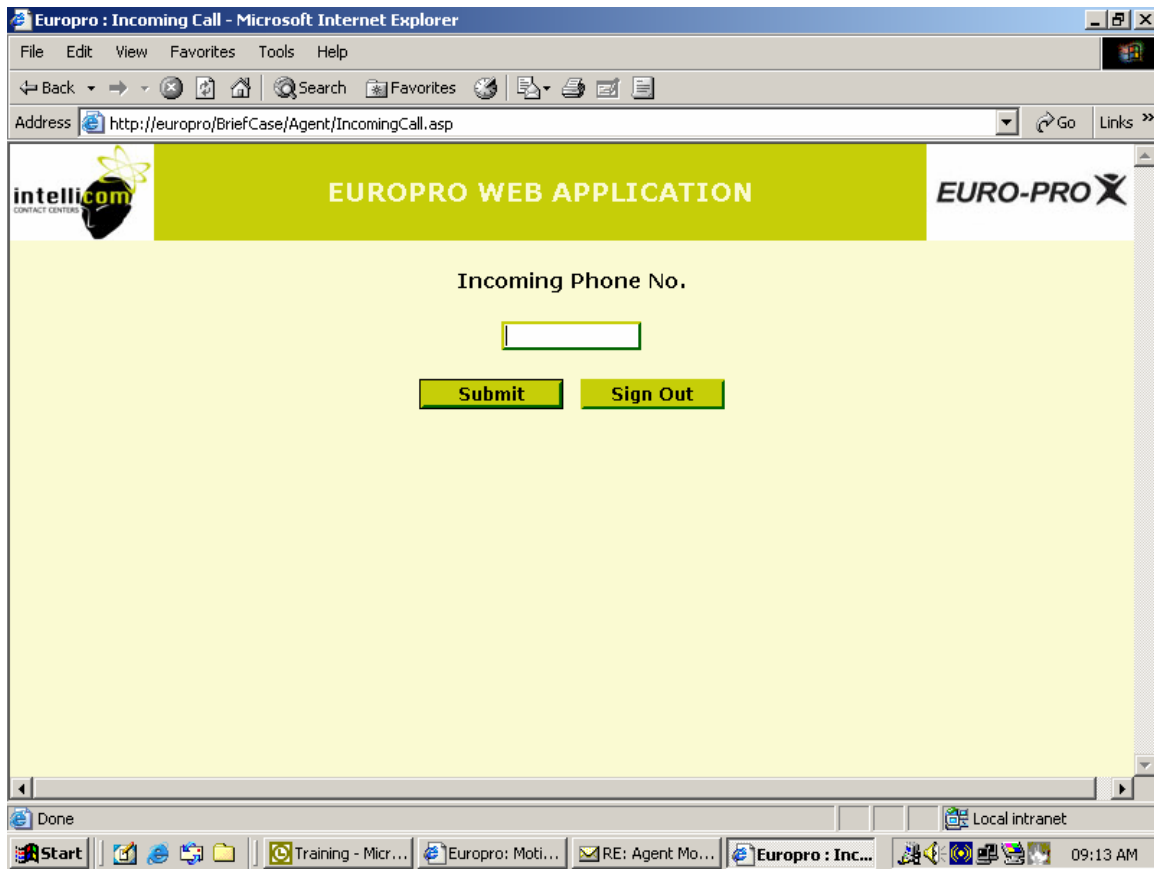 Europro : Incoming Call - Microsoft Internet Explorer
File Edit View Favorites Tools Help
Back Search Favorites
Address http://europro/BriefCase/Agent/IncomingCall.asp Go Links »
intellicom
CONTACT CENTERS
EUROPRO WEB APPLICATION
EURO-PRO X
Incoming Phone No.
Submit Sign Out
Done Local intranet
Start Training - Micr... Europro: Moti... RE: Agent Mo... Europro : Inc... 09:13 AM